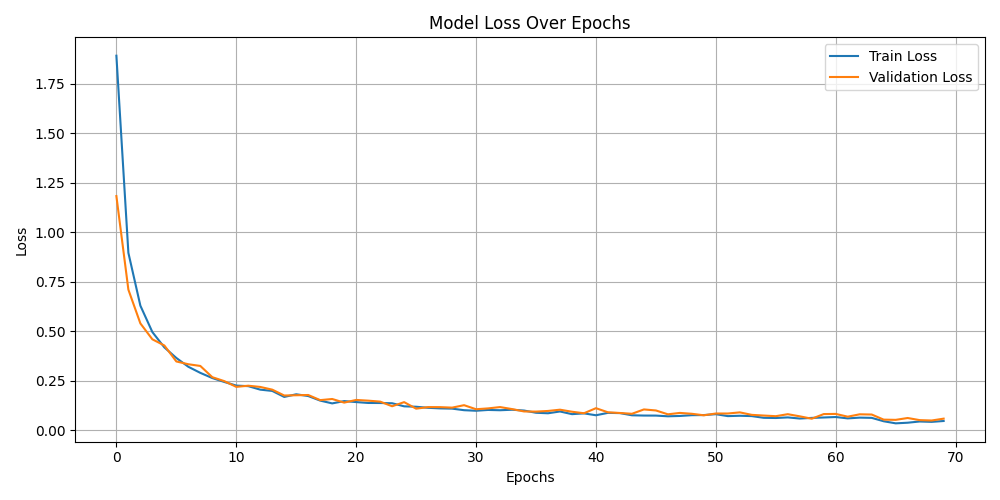 Model Loss Over Epochs
Train Loss
Validation Loss
1.75
1.50
1.25
1.00
0.75
0.50
0.25
0.00
Loss
0 10 20 30 40 50 60 70
Epochs